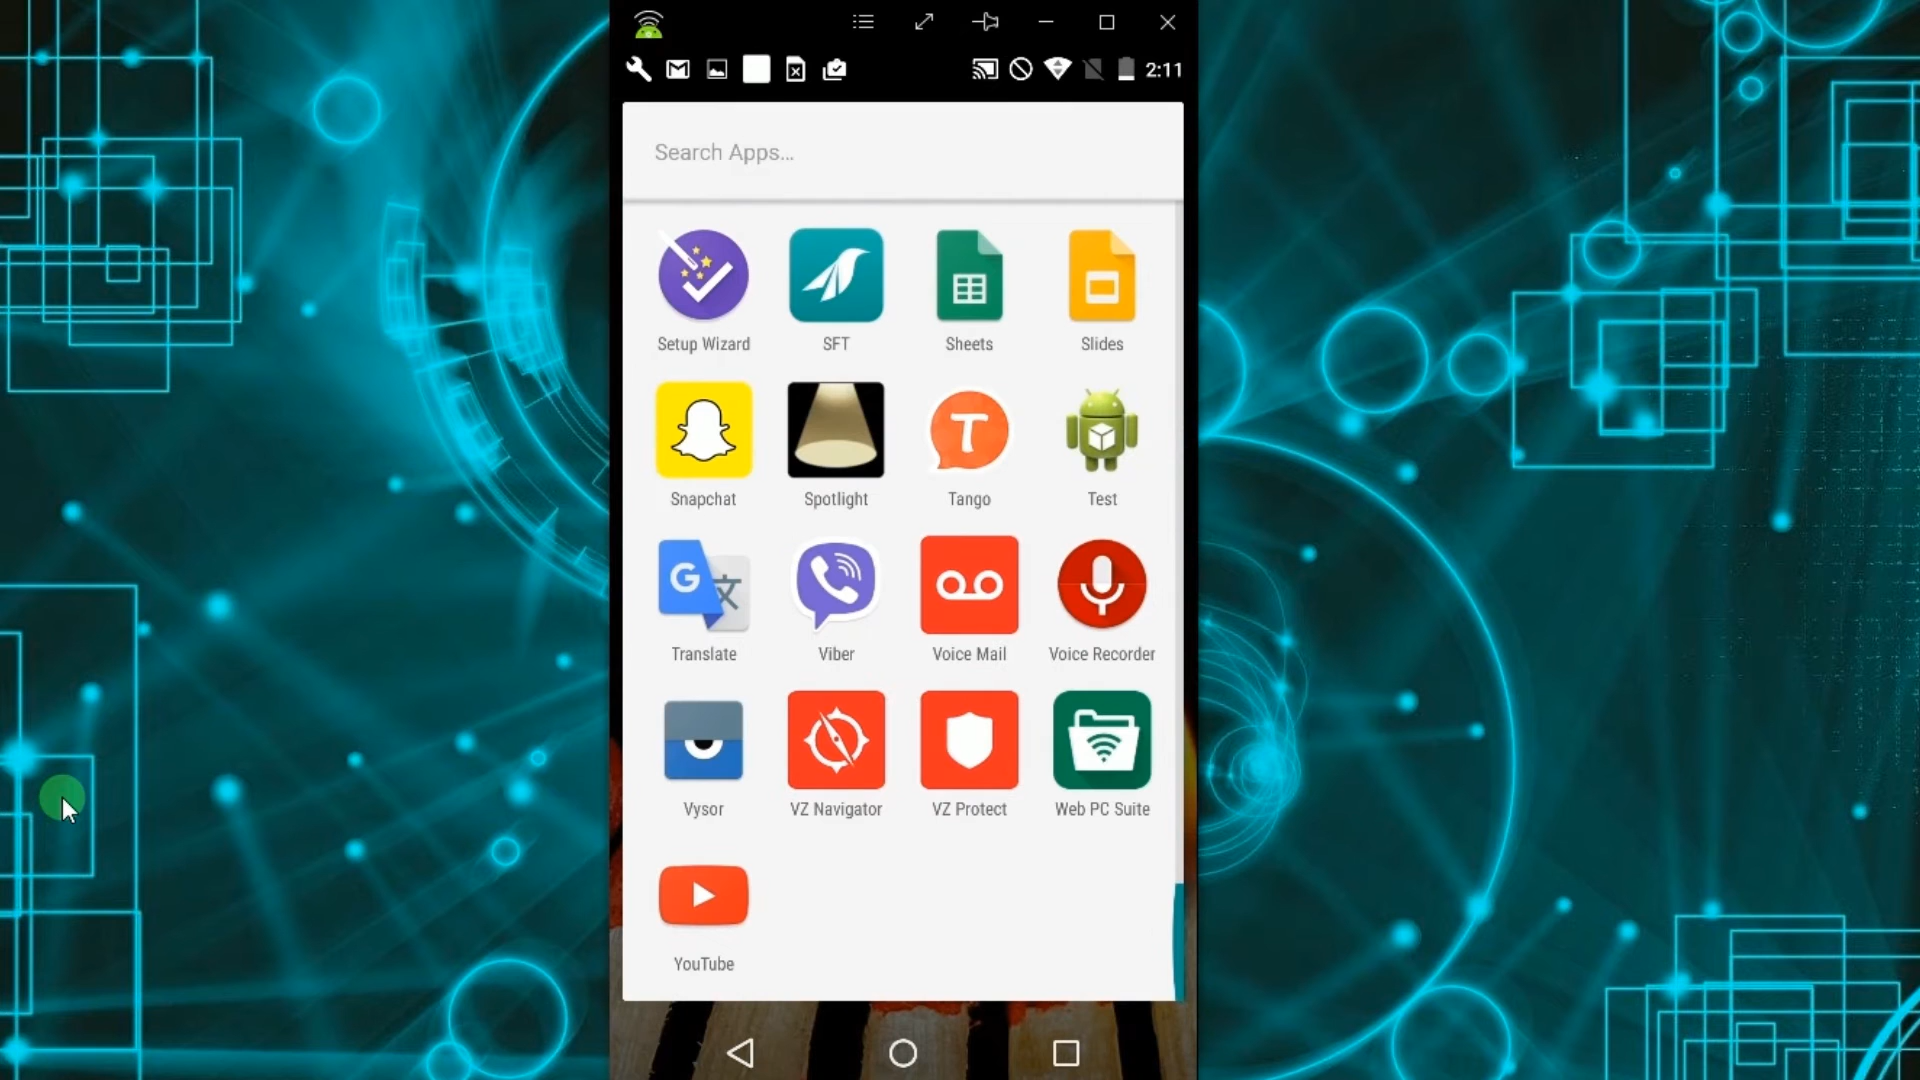 2:11
Search Apps...
Setup Wizard
SFT
Sheets
Slides
Snapchat
Spotlight
T
Tango
Test
G 文
Translate
Viber
Voice Mail
Voice Recorder
Vysor
VZ Navigator
VZ Protect
Web PC Suite
YouTube